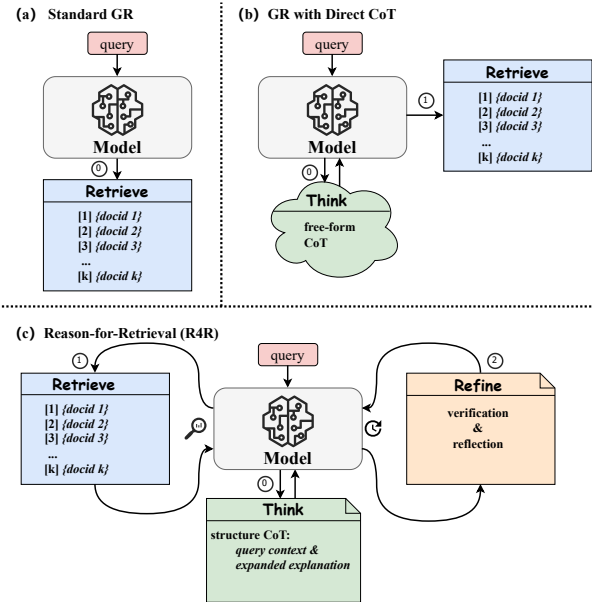 (a) Standard GR
query
Model
0
Retrieve
[1] {docid 1}
[2] {docid 2}
[3] {docid 3}
...
[k] {docid k}
(b) GR with Direct CoT
query
Model
1
Retrieve
[1] {docid 1}
[2] {docid 2}
[3] {docid 3}
...
[k] {docid k}
0
Think
free-form
CoT
(c) Reason-for-Retrieval (R4R)
query
1
Retrieve
[1] {docid 1}
[2] {docid 2}
[3] {docid 3}
...
[k] {docid k}
Model
0
Think
structure CoT:
query context &
expanded explanation
2
Refine
verification
&
reflection